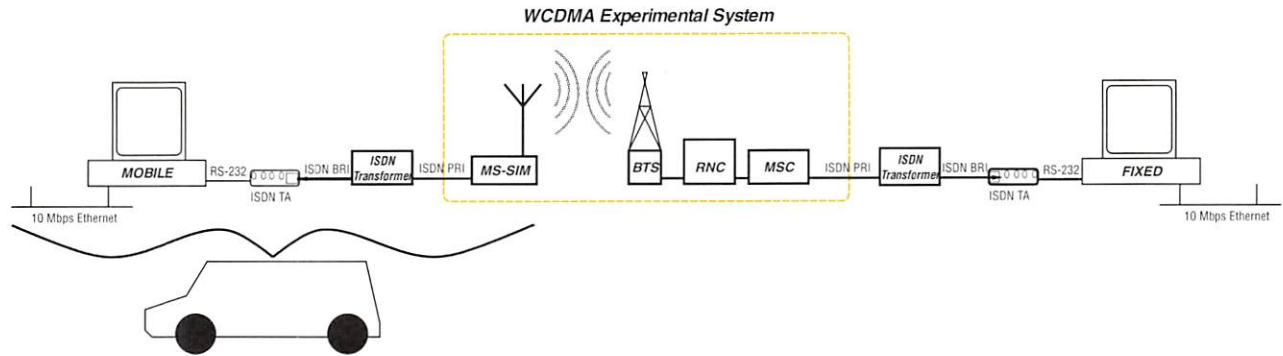 WCDMA Experimental System
MOBILE
RS-232
ISDN TA
ISDN BRI
ISDN
Transformer
ISDN PRI
MS-SIM
BTS
RNC
MSC
ISDN PRI
ISDN
Transformer
ISDN BRI
ISDN TA
RS-232
FIXED
10 Mbps Ethernet
10 Mbps Ethernet